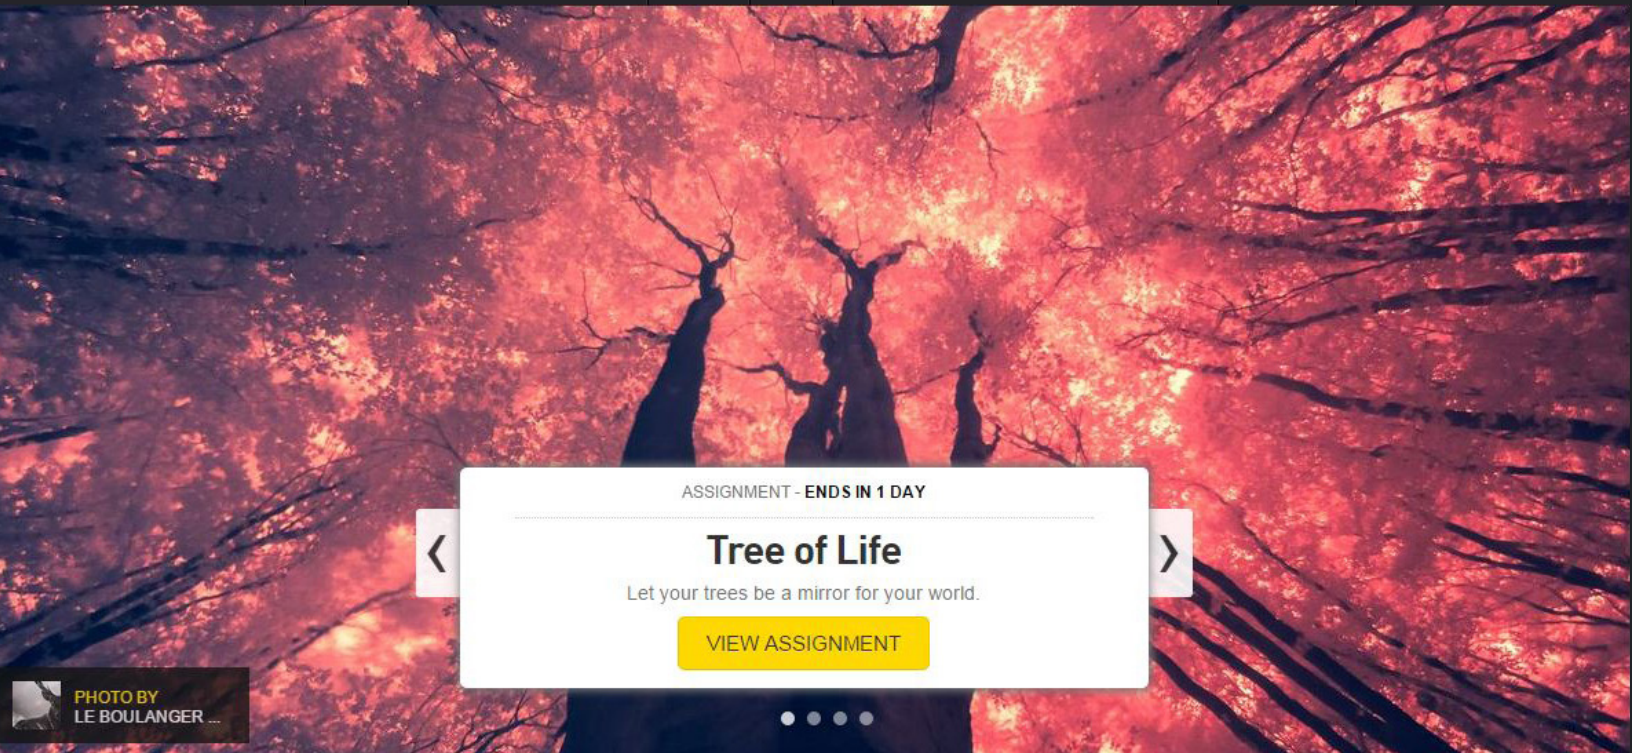 ASSIGNMENT - ENDS IN 1 DAY
Tree of Life
Let your trees be a mirror for your world.
VIEW ASSIGNMENT
PHOTO BY
LE BOULANGER ...